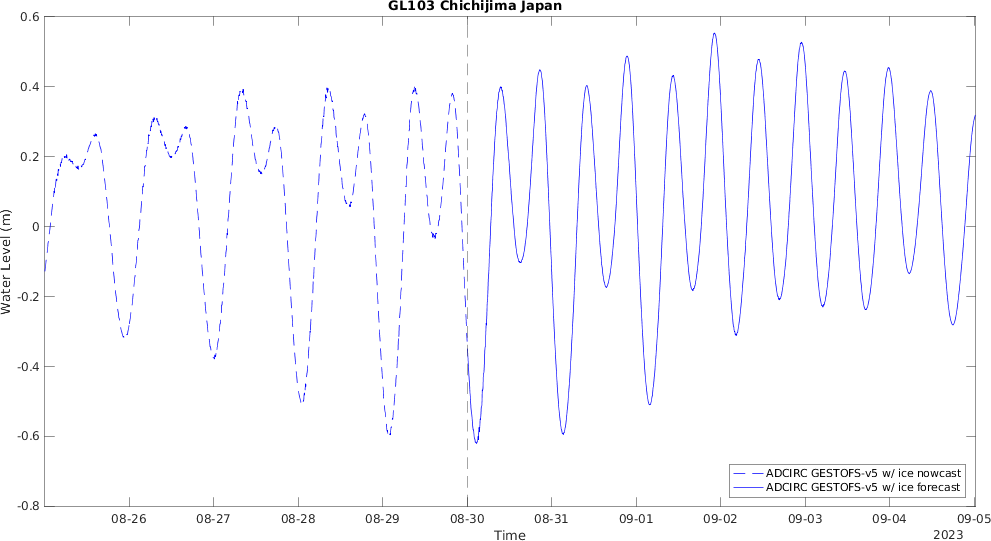 GL103 Chichijima Japan
0.6
0.4
0.2
0
-0.2
-0.4
-0.6
-0.8
Water Level (m)
ADCIRC GESTOFS-v5 w/ ice nowcast
ADCIRC GESTOFS-v5 w/ ice forecast
08-26 08-27 08-28 08-29 08-30 08-31 09-01 09-02 09-03 09-04 09-05
Time
2023